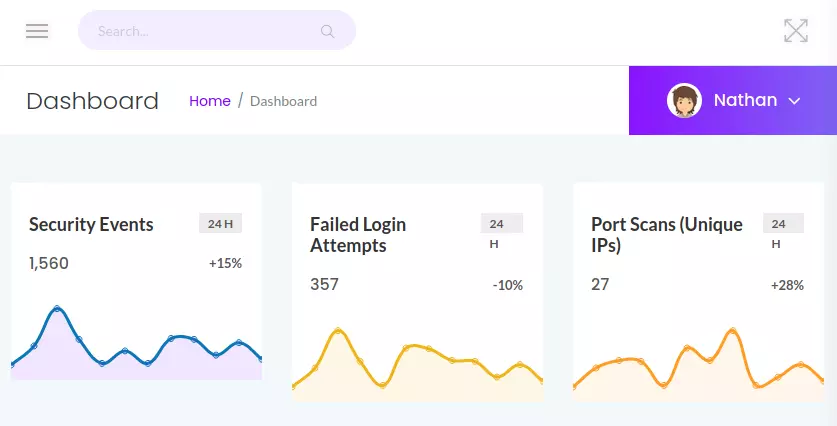 Search...
Dashboard
Home / Dashboard
Nathan
Security Events
24 H
1,560
+15%
Failed Login
Attempts
24
H
357
-10%
Port Scans (Unique
IPs)
24
H
27
+28%